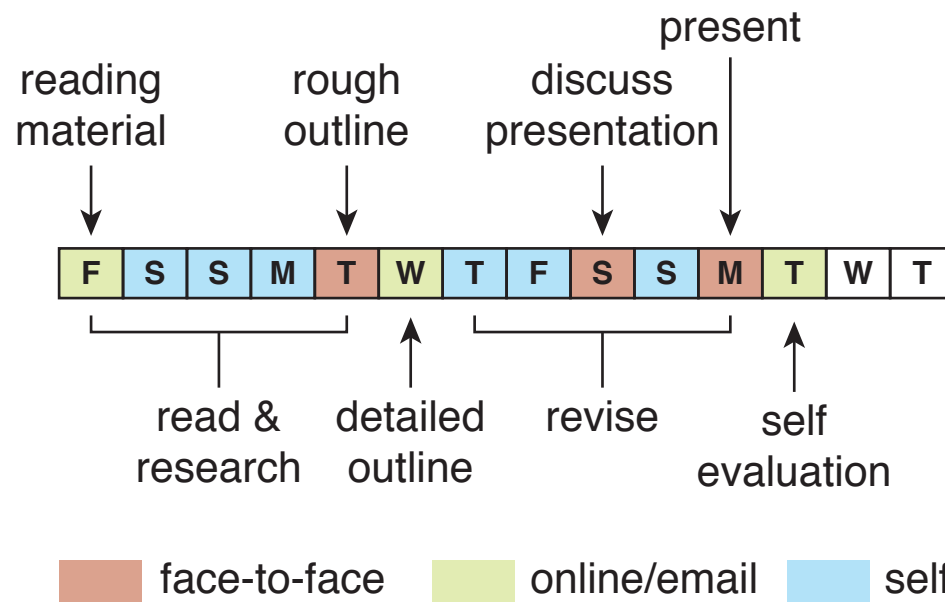 present
reading
material
rough
outline
discuss
presentation
F S S M T W T F S S M T W T
read &
research
detailed
outline
revise
self
evaluation
face-to-face online/email self